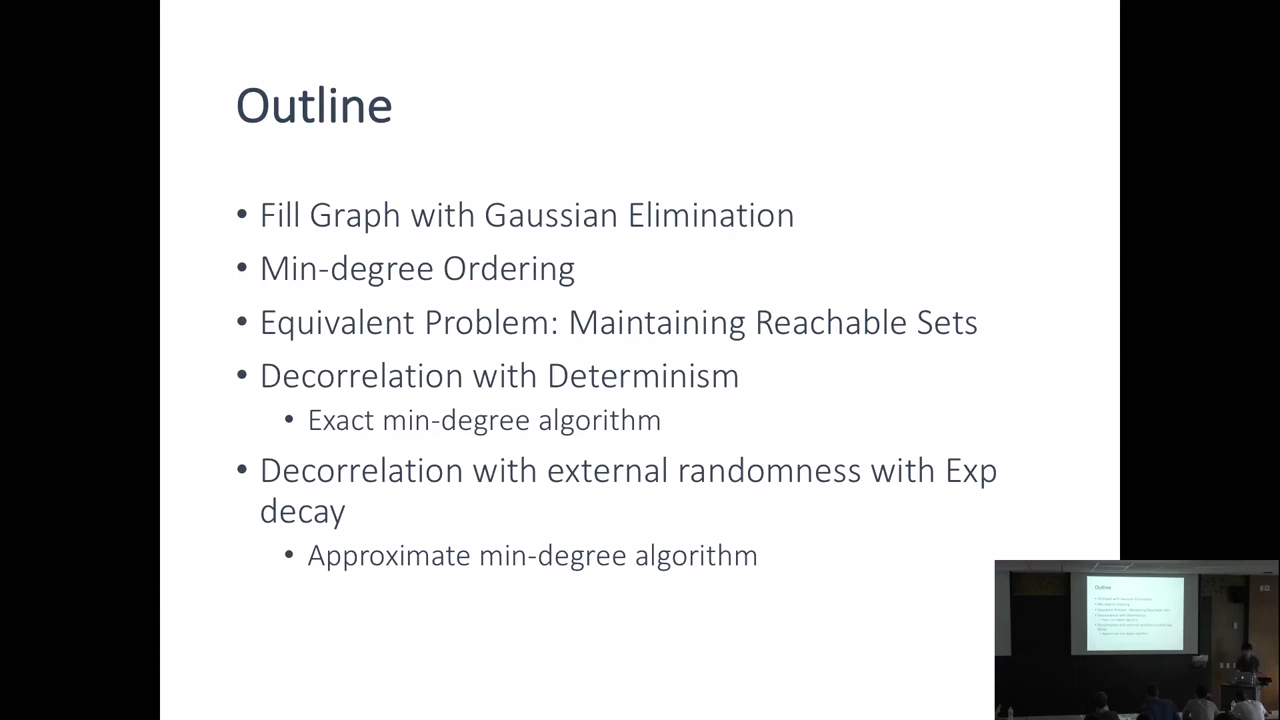 Outline
• Fill Graph with Gaussian Elimination
• Min-degree Ordering
• Equivalent Problem: Maintaining Reachable Sets
• Decorrelation with Determinism
• Exact min-degree algorithm
• Decorrelation with external randomness with Exp
decay
• Approximate min-degree algorithm
Outline